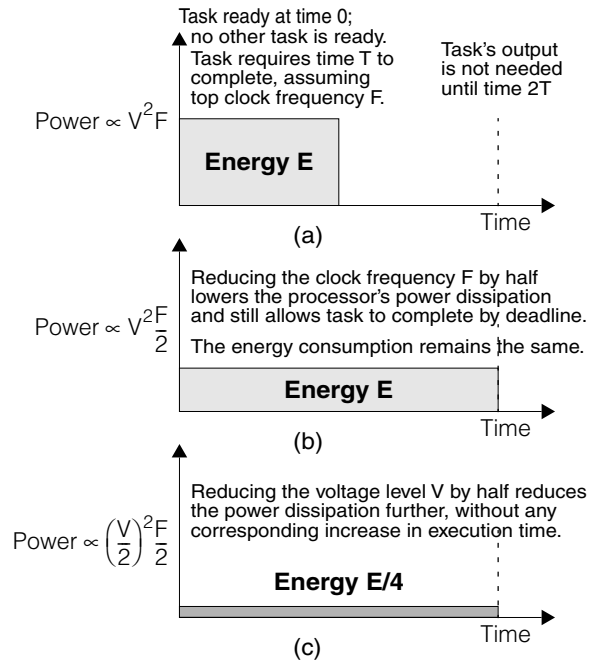 Task ready at time 0;
no other task is ready.
Task requires time T to
complete, assuming
top clock frequency F.
Task's output
is not needed
until time 2T
Power ∝ V²F
Energy E
Time
(a)
Reducing the clock frequency F by half
lowers the processor's power dissipation
and still allows task to complete by deadline.
The energy consumption remains the same.
Power ∝ V² F/2
Energy E
Time
(b)
Reducing the voltage level V by half reduces
the power dissipation further, without any
corresponding increase in execution time.
Power ∝ (V/2)² F/2
Energy E/4
Time
(c)